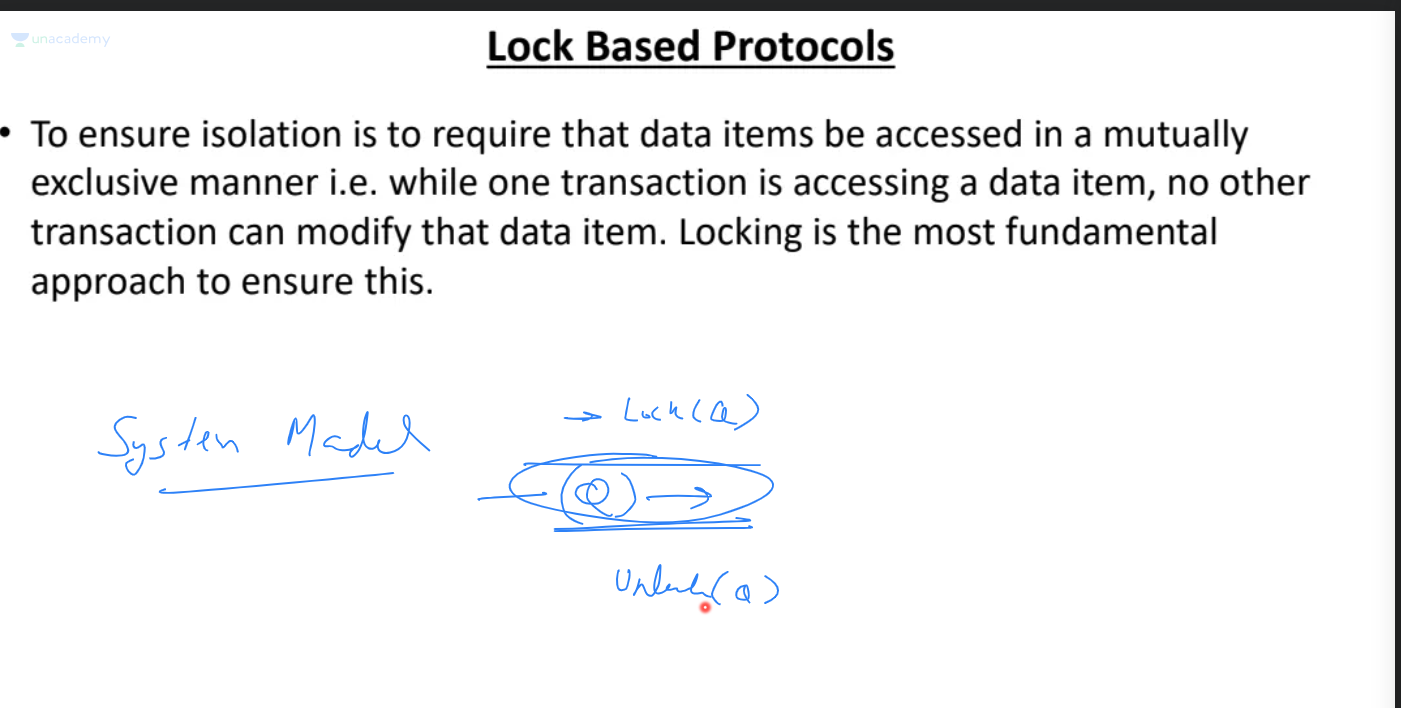 unacademy
Lock Based Protocols
• To ensure isolation is to require that data items be accessed in a mutually
exclusive manner i.e. while one transaction is accessing a data item, no other
transaction can modify that data item. Locking is the most fundamental
approach to ensure this.
System Model
→ Lock(Q)
(Q) →
Unlock(Q)